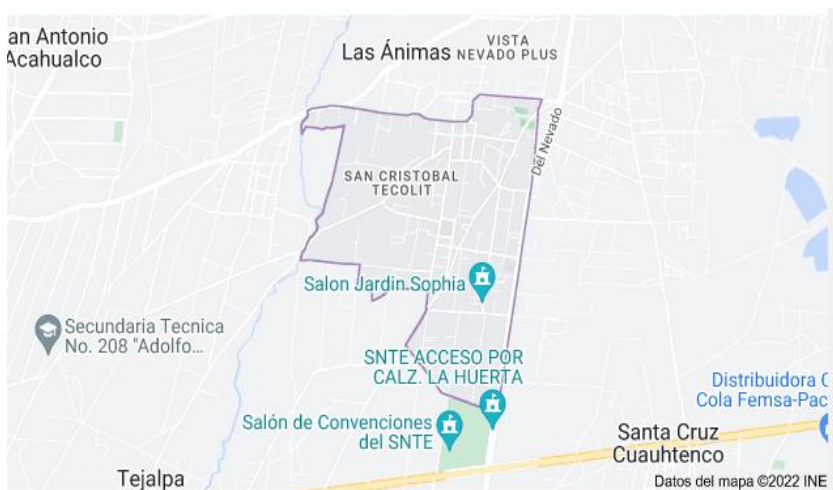 an Antonio
Acahualco
Las Ánimas
VISTA
NEVADO PLUS
Del Nevado
SAN CRISTOBAL
TECOLIT
Salon Jardin Sophia
Secundaria Tecnica
No. 208 "Adolfo...
SNTE ACCESO POR
CALZ. LA HUERTA
Distribuidora C
Cola Femsa-Pac
Salón de Convenciones
del SNTE
Santa Cruz
Cuauhtenco
Tejalpa
Datos del mapa ©2022 INE